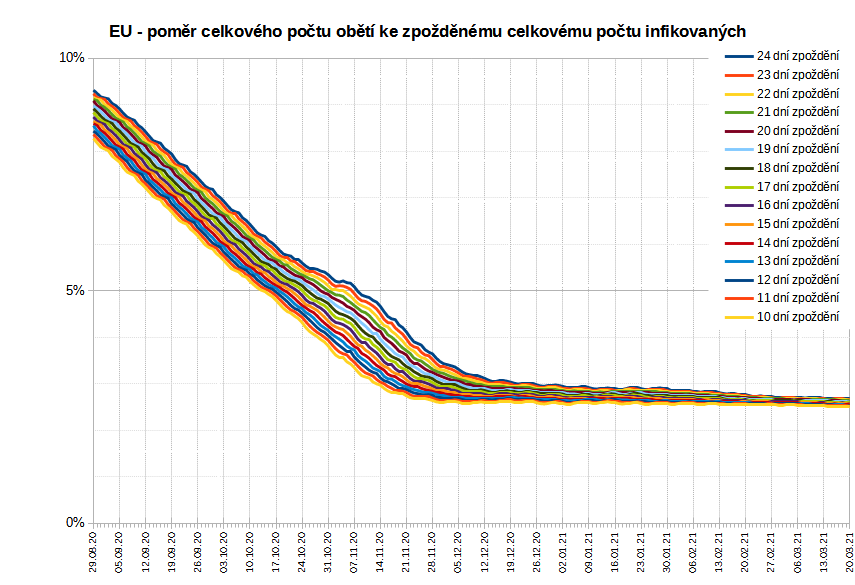 EU - poměr celkového počtu obětí ke zpožděnému celkovému počtu infikovaných
10%
5%
0%
24 dní zpoždění
23 dní zpoždění
22 dní zpoždění
21 dní zpoždění
20 dní zpoždění
19 dní zpoždění
18 dní zpoždění
17 dní zpoždění
16 dní zpoždění
15 dní zpoždění
14 dní zpoždění
13 dní zpoždění
12 dní zpoždění
11 dní zpoždění
10 dní zpoždění
29.08.20
05.09.20
12.09.20
19.09.20
26.09.20
03.10.20
10.10.20
17.10.20
24.10.20
31.10.20
07.11.20
14.11.20
21.11.20
28.11.20
05.12.20
12.12.20
19.12.20
26.12.20
02.01.21
09.01.21
16.01.21
23.01.21
30.01.21
06.02.21
13.02.21
20.02.21
27.02.21
06.03.21
13.03.21
20.03.21